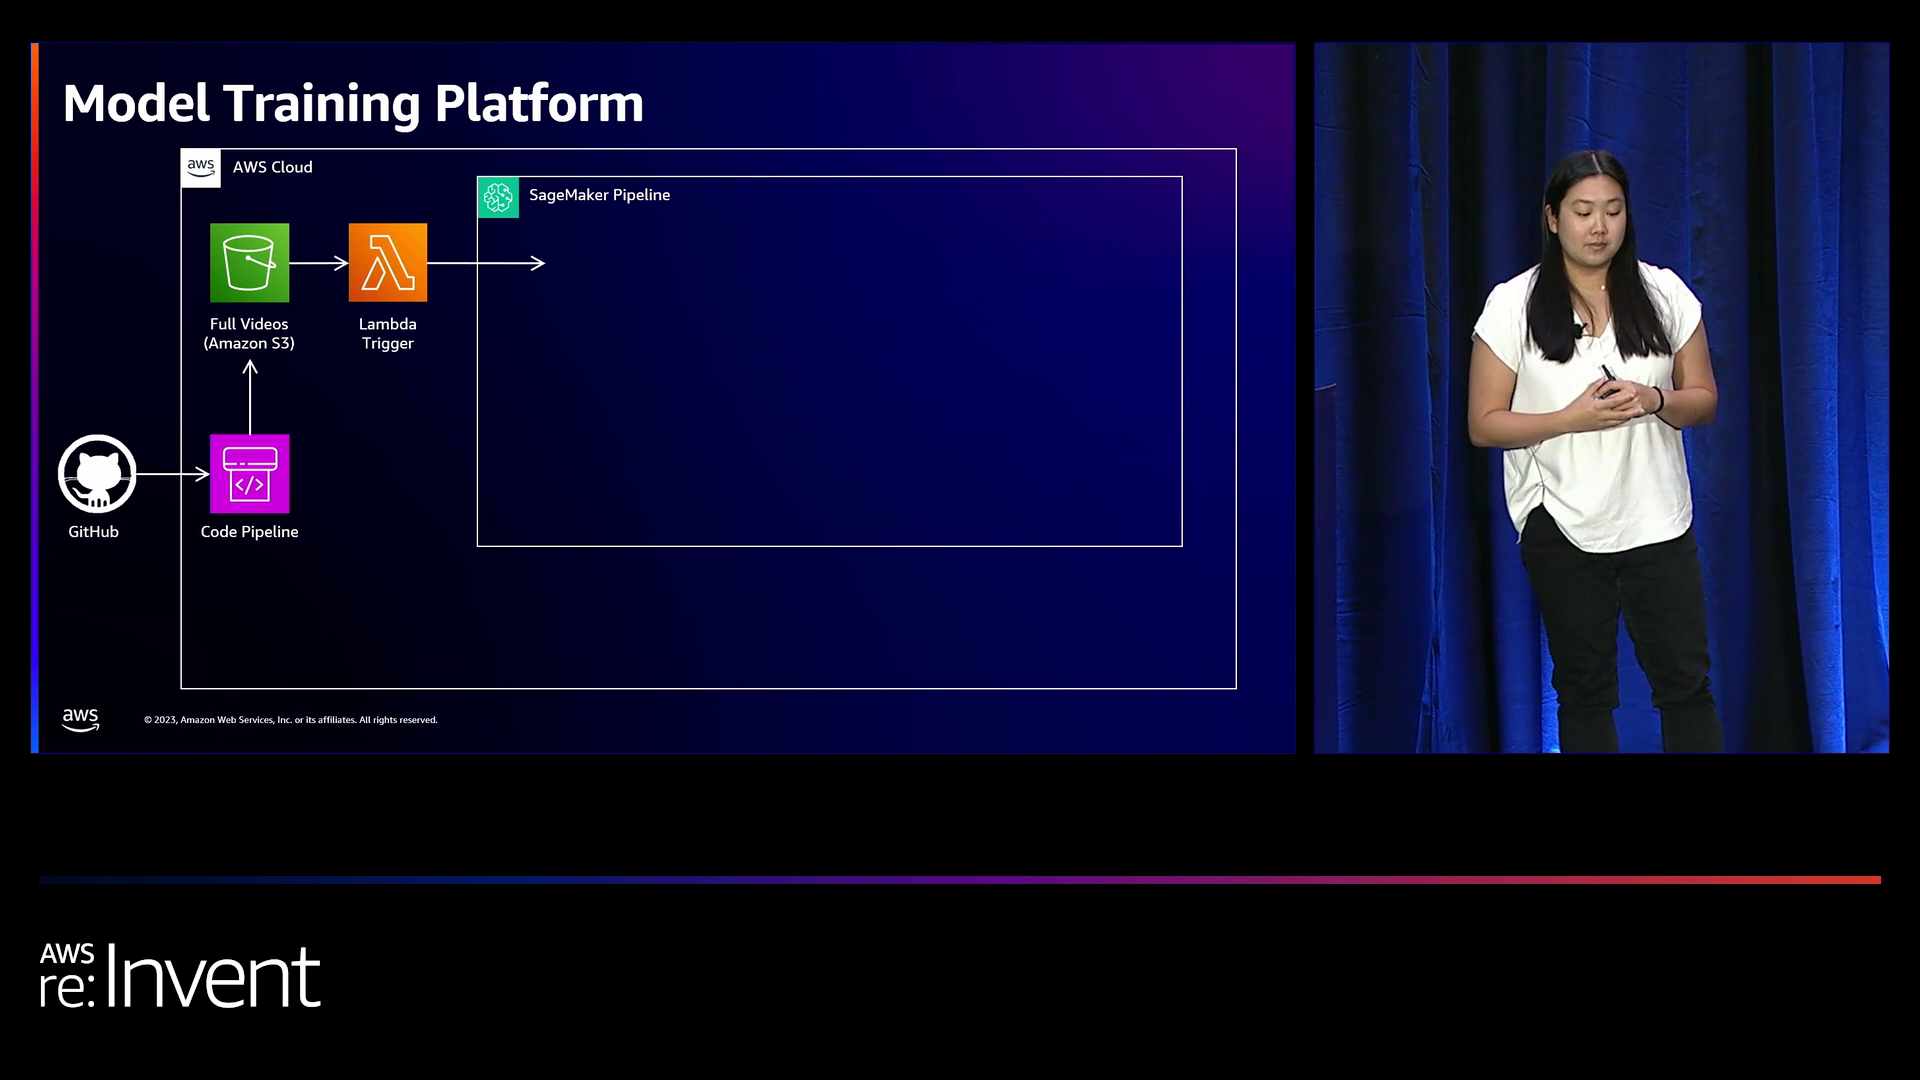 Model Training Platform
aws
AWS Cloud
SageMaker Pipeline
Full Videos
(Amazon S3)
Lambda
Trigger
</>
GitHub
Code Pipeline
aws
© 2023, Amazon Web Services, Inc. or its affiliates. All rights reserved.
AWS
re:Invent